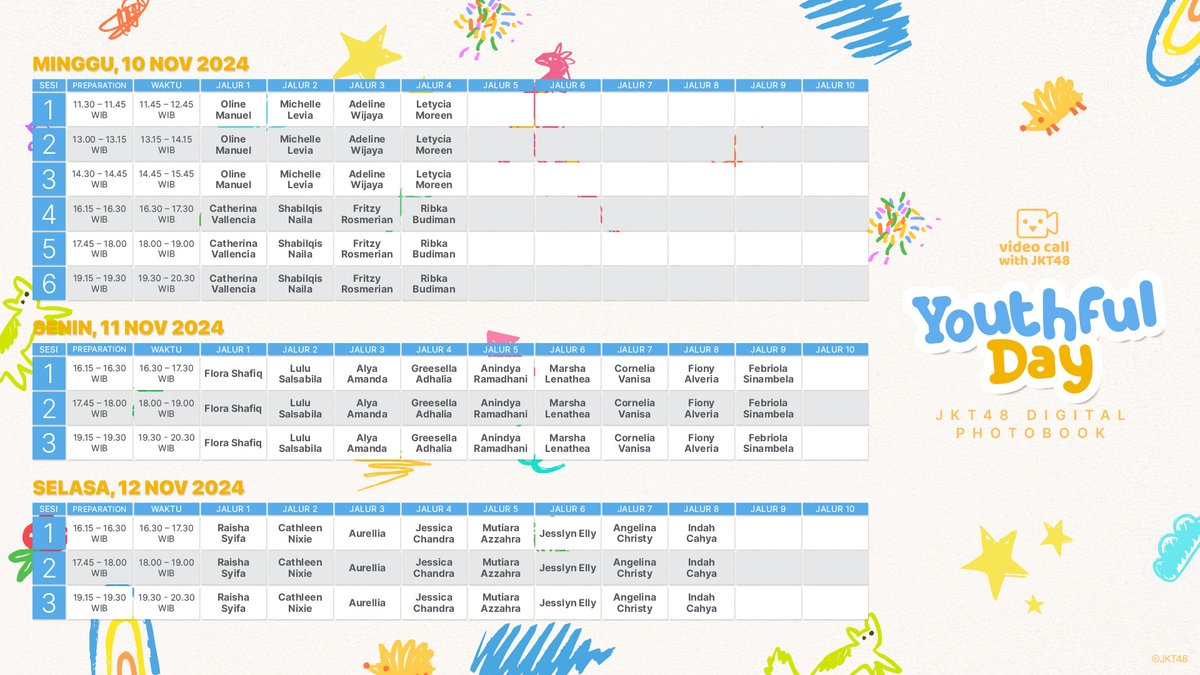 MINGGU, 10 NOV 2024
SESI PREPARATION WAKTU JALUR 1 JALUR 2 JALUR 3 JALUR 4 JALUR 5 JALUR 6 JALUR 7 JALUR 8 JALUR 9 JALUR 10
1 11.30 – 11.45 WIB 11.45 – 12.45 WIB Oline Manuel Michelle Levia Adeline Wijaya Letycia Moreen
2 13.00 – 13.15 WIB 13.15 – 14.15 WIB Oline Manuel Michelle Levia Adeline Wijaya Letycia Moreen
3 14.30 – 14.45 WIB 14.45 – 15.45 WIB Oline Manuel Michelle Levia Adeline Wijaya Letycia Moreen
4 16.15 – 16.30 WIB 16.30 – 17.30 WIB Catherina Vallencia Shabilqis Naila Fritzy Rosmerian Ribka Budiman
5 17.45 – 18.00 WIB 18.00 – 19.00 WIB Catherina Vallencia Shabilqis Naila Fritzy Rosmerian Ribka Budiman
6 19.15 – 19.30 WIB 19.30 – 20.30 WIB Catherina Vallencia Shabilqis Naila Fritzy Rosmerian Ribka Budiman
SENIN, 11 NOV 2024
SESI PREPARATION WAKTU JALUR 1 JALUR 2 JALUR 3 JALUR 4 JALUR 5 JALUR 6 JALUR 7 JALUR 8 JALUR 9 JALUR 10
1 16.15 – 16.30 WIB 16.30 – 17.30 WIB Flora Shafiq Lulu Salsabila Alya Amanda Greesella Adhalia Anindya Ramadhani Marsha Lenathea Cornelia Vanisa Fiony Alveria Febriola Sinambela
2 17.45 – 18.00 WIB 18.00 – 19.00 WIB Flora Shafiq Lulu Salsabila Alya Amanda Greesella Adhalia Anindya Ramadhani Marsha Lenathea Cornelia Vanisa Fiony Alveria Febriola Sinambela
3 19.15 – 19.30 WIB 19.30 - 20.30 WIB Flora Shafiq Lulu Salsabila Alya Amanda Greesella Adhalia Anindya Ramadhani Marsha Lenathea Cornelia Vanisa Fiony Alveria Febriola Sinambela
SELASA, 12 NOV 2024
SESI PREPARATION WAKTU JALUR 1 JALUR 2 JALUR 3 JALUR 4 JALUR 5 JALUR 6 JALUR 7 JALUR 8 JALUR 9 JALUR 10
1 16.15 – 16.30 WIB 16.30 – 17.30 WIB Raisha Syifa Cathleen Nixie Aurellia Jessica Chandra Mutiara Azzahra Jesslyn Elly Angelina Christy Indah Cahya
2 17.45 – 18.00 WIB 18.00 – 19.00 WIB Raisha Syifa Cathleen Nixie Aurellia Jessica Chandra Mutiara Azzahra Jesslyn Elly Angelina Christy Indah Cahya
3 19.15 – 19.30 WIB 19.30 - 20.30 WIB Raisha Syifa Cathleen Nixie Aurellia Jessica Chandra Mutiara Azzahra Jesslyn Elly Angelina Christy Indah Cahya
video call
with JKT48
Youthful
Day
JKT48 DIGITAL
PHOTOBOOK
©JKT48